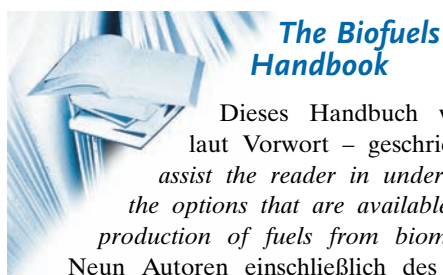 The Biofuels
Handbook
Dieses Handbuch
laut Vorwort – geschri
assist the reader in under
the options that are available
production of fuels from biom
Neun Autoren einschließlich des